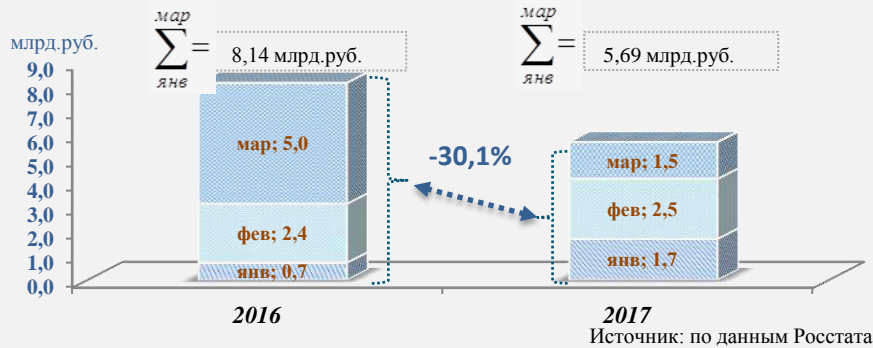 мар
∑ = 8,14 млрд.руб.
янв
мар
∑ = 5,69 млрд.руб.
янв
млрд.руб.
9,0
8,0
7,0
6,0
5,0
4,0
3,0
2,0
1,0
0,0
мар; 5,0
фев; 2,4
янв; 0,7
-30,1%
мар; 1,5
фев; 2,5
янв; 1,7
2016
2017
Источник: по данным Росстата